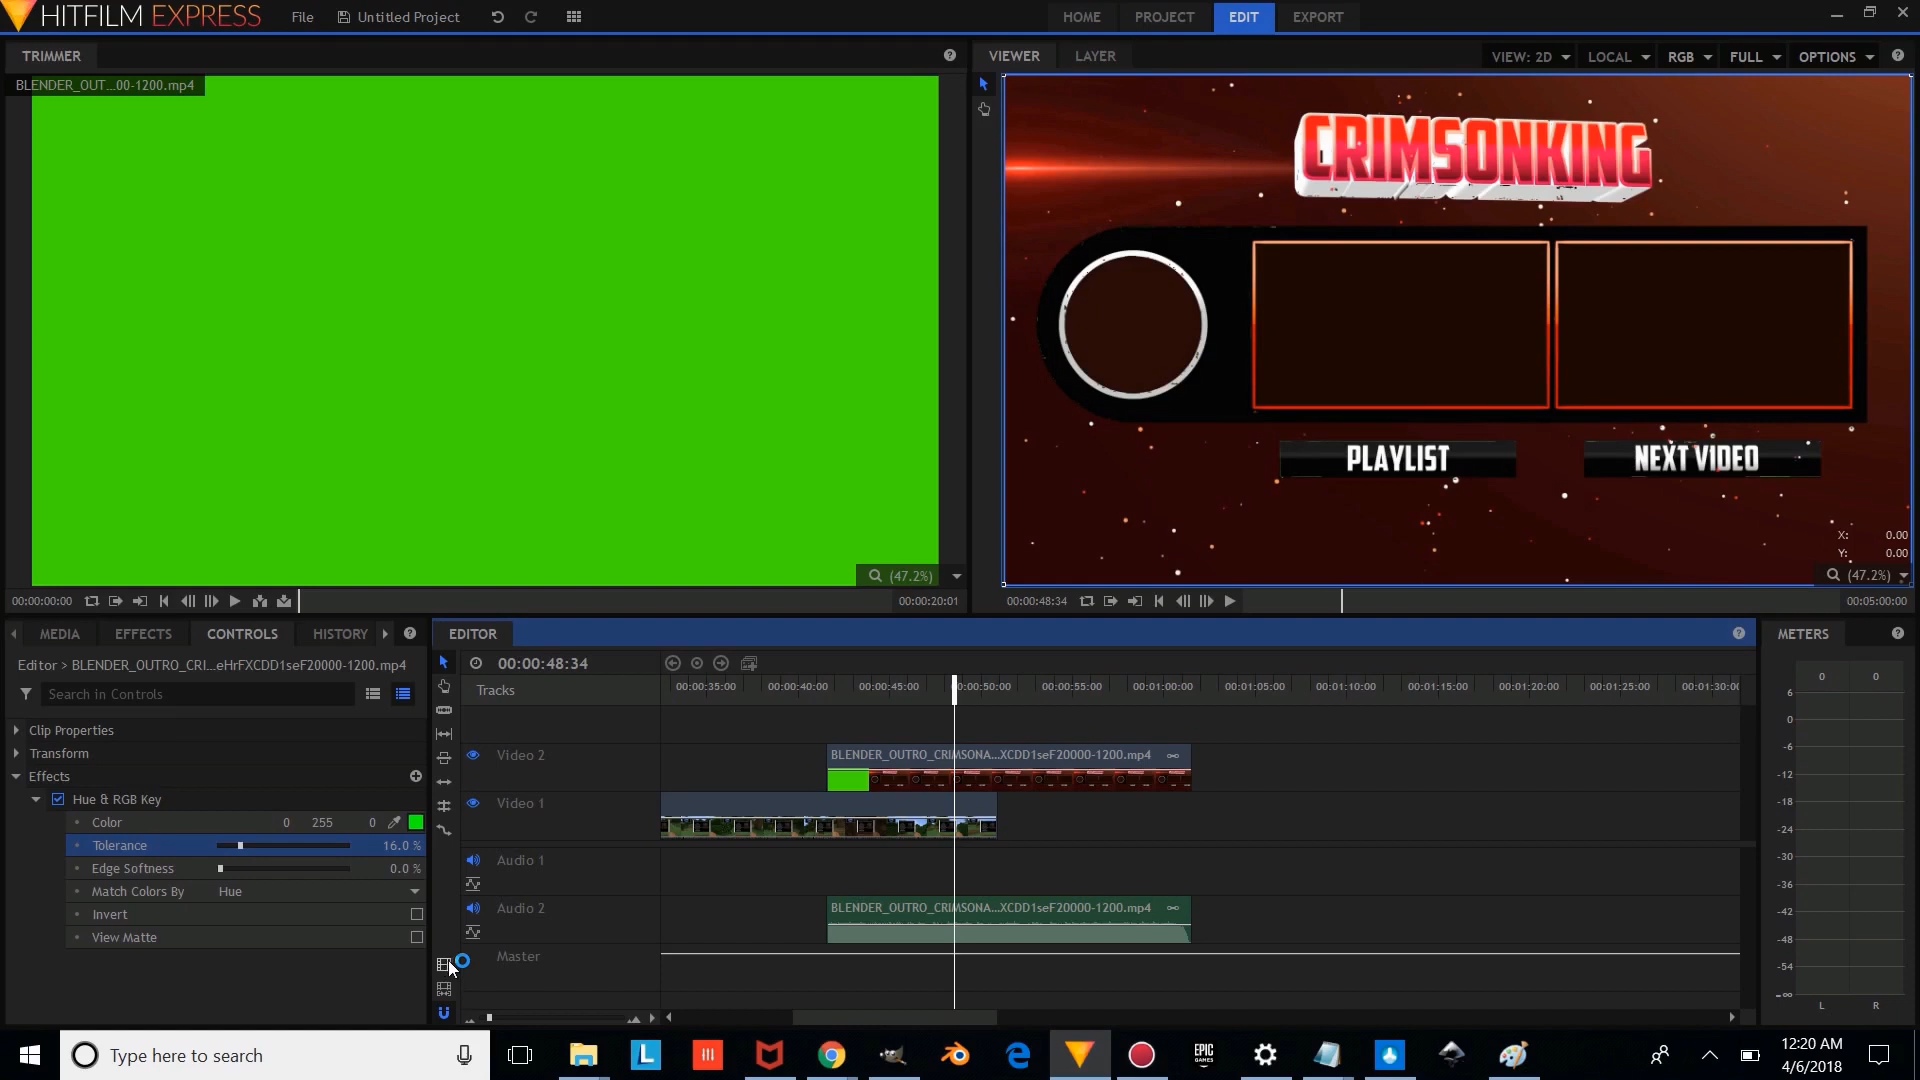 HITFILM EXPRESS
File
Untitled Project
HOME
PROJECT
EDIT
EXPORT
TRIMMER
BLENDER_OUT...00-1200.mp4
(47.2%)
00:00:00:00
00:00:20:01
VIEWER
LAYER
VIEW: 2D
LOCAL
RGB
FULL
OPTIONS
CRIMSONKING
PLAYLIST
NEXT VIDEO
X: 0.00
Y: 0.00
(47.2%)
00:00:48:34
00:05:00:00
MEDIA
EFFECTS
CONTROLS
HISTORY
Editor > BLENDER_OUTRO_CRI...eHrFXCDD1seF20000-1200.mp4
Search in Controls
Clip Properties
Transform
Effects
Hue & RGB Key
Color 0 255 0
Tolerance 16.0 %
Edge Softness 0.0 %
Match Colors By Hue
Invert
View Matte
EDITOR
00:00:48:34
Tracks
00:00:35:00 00:00:40:00 00:00:45:00 00:00:50:00 00:00:55:00 00:01:00:00 00:01:05:00 00:01:10:00 00:01:15:00 00:01:20:00 00:01:25:00 00:01:30:00
Video 2
BLENDER_OUTRO_CRIMSONA...XCDD1seF20000-1200.mp4
Video 1
Audio 1
Audio 2
BLENDER_OUTRO_CRIMSONA...XCDD1seF20000-1200.mp4
Master
METERS
0 0
6
0
-6
-12
-18
-24
-30
-36
-42
-48
-54
-∞
L R
Type here to search
EPIC
GAMES
12:20 AM
4/6/2018